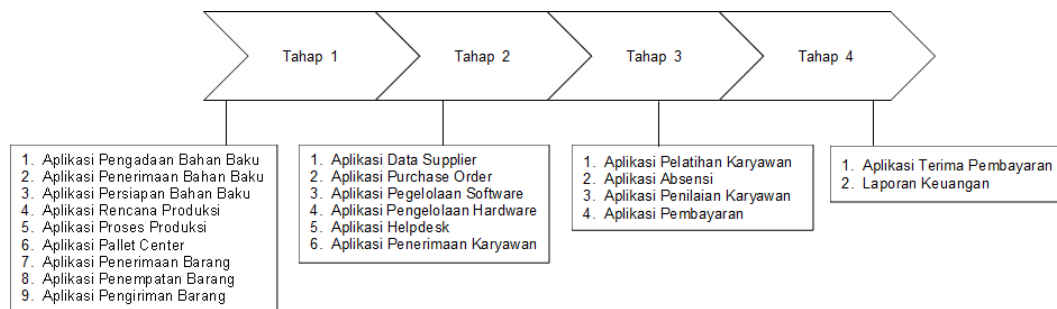 Tahap 1
Tahap 2
Tahap 3
Tahap 4
1. Aplikasi Pengadaan Bahan Baku
2. Aplikasi Penerimaan Bahan Baku
3. Aplikasi Persiapan Bahan Baku
4. Aplikasi Rencana Produksi
5. Aplikasi Proses Produksi
6. Aplikasi Pallet Center
7. Aplikasi Penerimaan Barang
8. Aplikasi Penempatan Barang
9. Aplikasi Pengiriman Barang
1. Aplikasi Data Supplier
2. Aplikasi Purchase Order
3. Aplikasi Pegelolaan Software
4. Aplikasi Pengelolaan Hardware
5. Aplikasi Helpdesk
6. Aplikasi Penerimaan Karyawan
1. Aplikasi Pelatihan Karyawan
2. Aplikasi Absensi
3. Aplikasi Penilaian Karyawan
4. Aplikasi Pembayaran
1. Aplikasi Terima Pembayaran
2. Laporan Keuangan